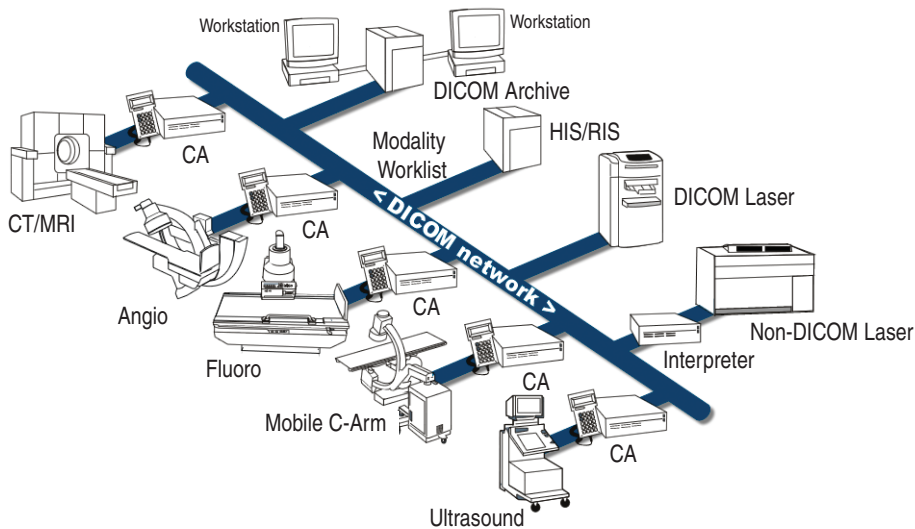 Workstation
Workstation
DICOM Archive
CA
Modality
Worklist
HIS/RIS
CT/MRI
CA
DICOM Laser
< DICOM network >
Angio
CA
Non-DICOM Laser
Interpreter
Fluoro
CA
Mobile C-Arm
CA
Ultrasound